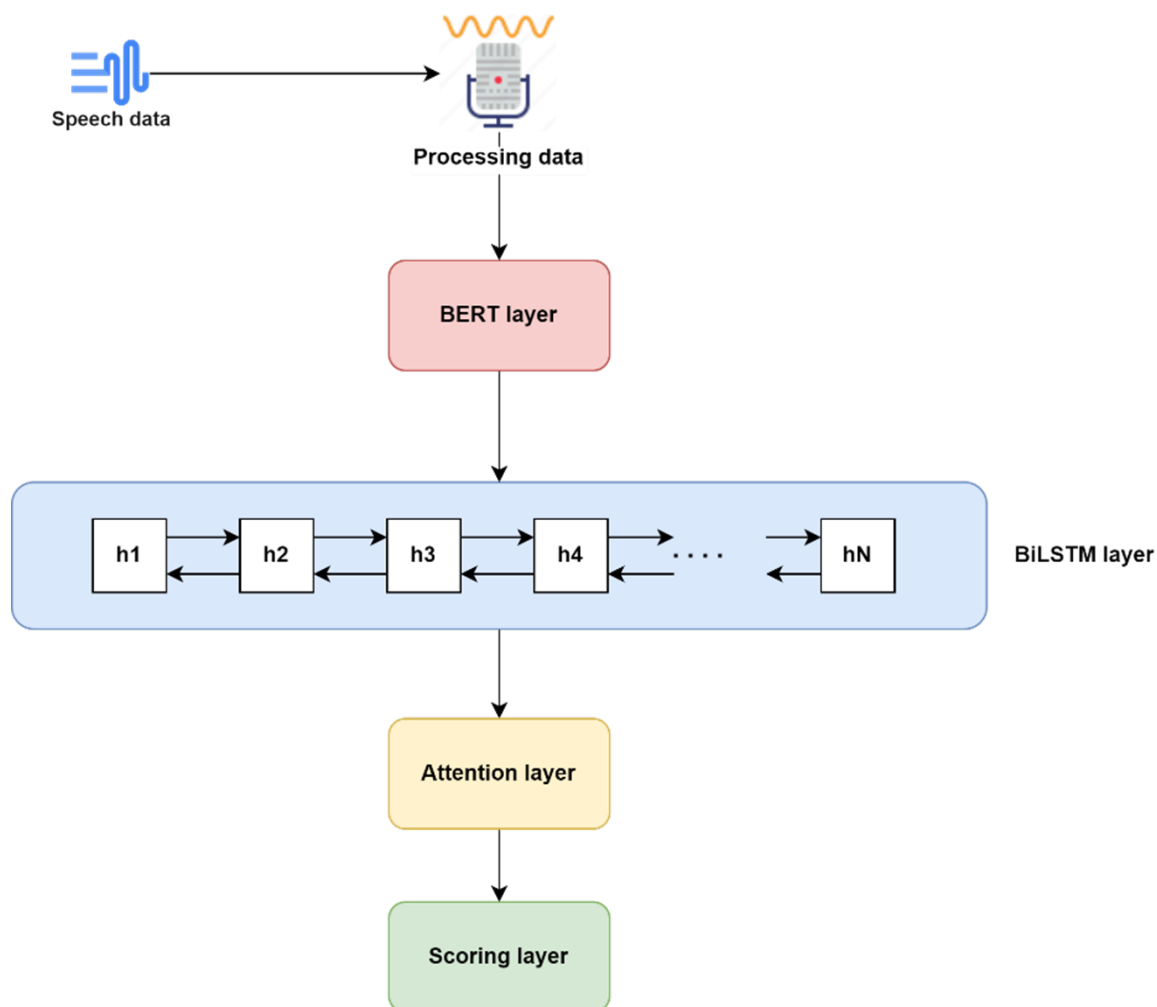 Speech data
Processing data
BERT layer
h1
h2
h3
h4
....
hN
BiLSTM layer
Attention layer
Scoring layer